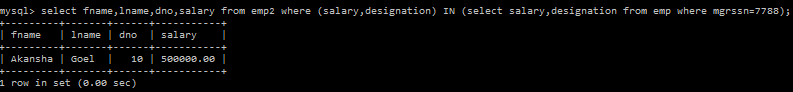 mysql> select fname,lname,dno,salary from emp2 where (salary,designation) IN (select salary,designation from emp where mgrssn=7788);
+---------+-------+------+-----------+
| fname   | lname | dno  | salary    |
+---------+-------+------+-----------+
| Akansha | Goel  |   10 | 500000.00 |
+---------+-------+------+-----------+
1 row in set (0.00 sec)